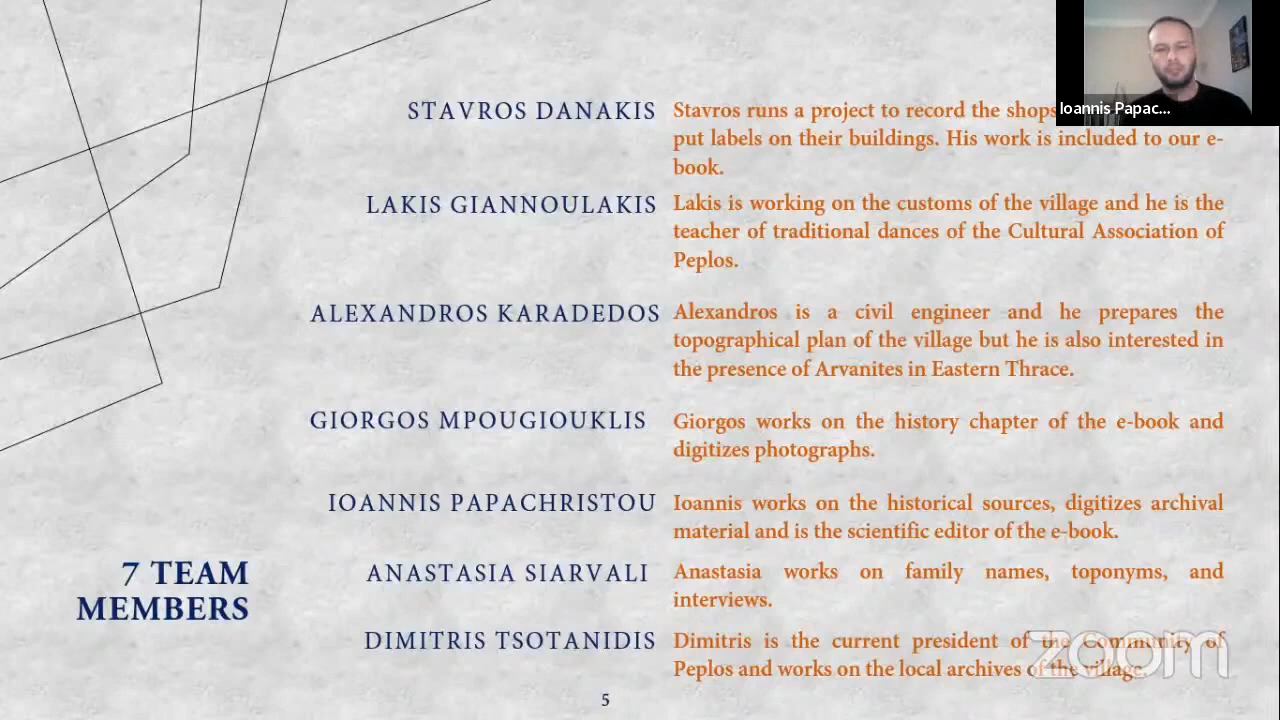 STAVROS DANAKIS
Stavros runs a project to record the shops
put labels on their buildings. His work is included to our e-
book.
LAKIS GIANNOULAKIS
Lakis is working on the customs of the village and he is the
teacher of traditional dances of the Cultural Association of
Peplos.
ALEXANDROS KARADEDOS
Alexandros is a civil engineer and he prepares the
topographical plan of the village but he is also interested in
the presence of Arvanites in Eastern Thrace.
GIORGOS MPOUGIOUKLIS
Giorgos works on the history chapter of the e-book and
digitizes photographs.
IOANNIS PAPACHRISTOU
Ioannis works on the historical sources, digitizes archival
material and is the scientific editor of the e-book.
7 TEAM
MEMBERS
ANASTASIA SIARVALI
Anastasia works on family names, toponyms, and
interviews.
DIMITRIS TSOTANIDIS
Dimitris is the current president of the Community of
Peplos and works on the local archives of the village.
5
Ioannis Papac...
zoom